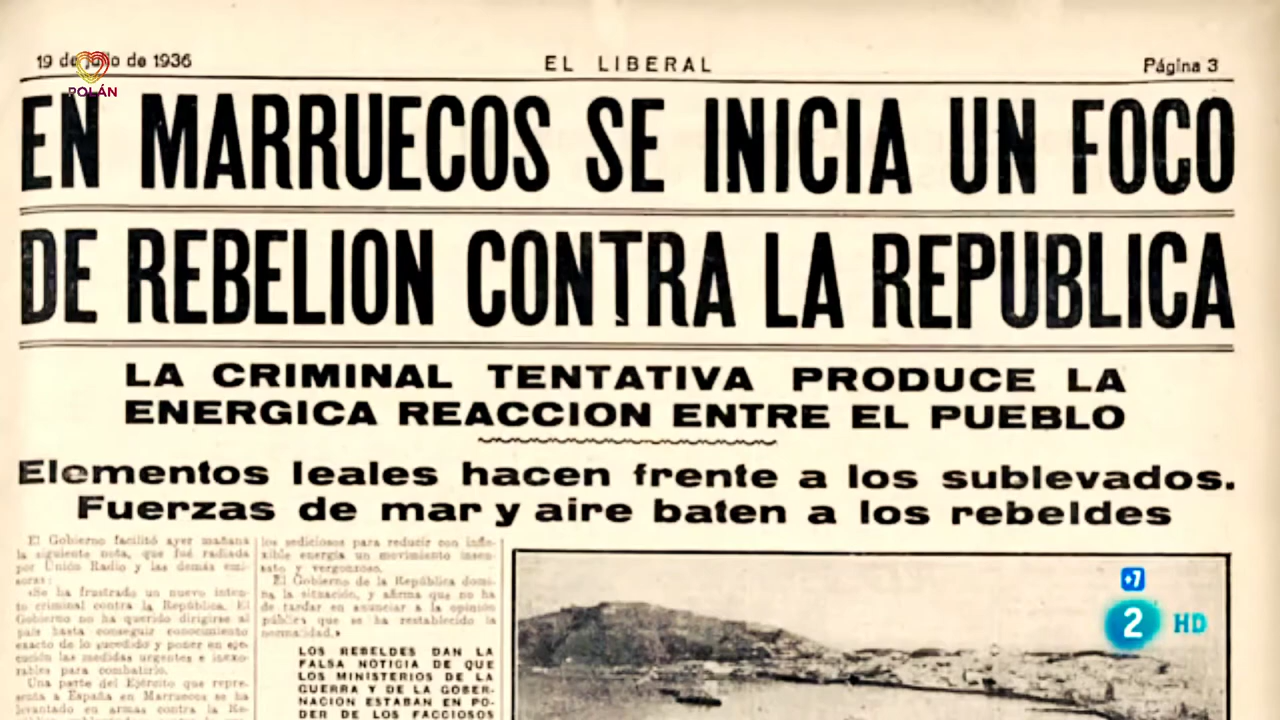 19 de julio de 1936
EL LIBERAL
Página 3
POLÁN
EN MARRUECOS SE INICIA UN FOCO
DE REBELION CONTRA LA REPUBLICA
LA CRIMINAL TENTATIVA PRODUCE LA
ENERGICA REACCION ENTRE EL PUEBLO
Elementos leales hacen frente a los sublevados.
Fuerzas de mar y aire baten a los rebeldes
El Gobierno facilitó ayer mañana
la siguiente nota, que fué radiada
por Unión Radio y las demás emi-
soras:
«Se ha frustrado un nuevo inten-
to criminal contra la República. El
Gobierno no ha querido dirigirse al
país hasta conseguir conocimiento
exacto de lo sucedido y poner en eje-
cución las medidas urgentes e inexo-
rables para combatirlo.
Una parte del Ejército que repre-
senta a España en Marruecos se ha
levantado en armas contra la Re-
los sediciosos para reducir con infle-
xible energía un movimiento insen-
sato y vergonzoso.
El Gobierno de la República domi-
na la situación, y afirma que no ha
de tardar en anunciar a la opinión
pública que se ha restablecido la
normalidad.»
LOS REBELDES DAN LA
FALSA NOTICIA DE QUE
LOS MINISTERIOS DE LA
GUERRA Y DE LA GOBER-
NACION ESTABAN EN PO-
DER DE LOS FACCIOSOS
+7
2 HD